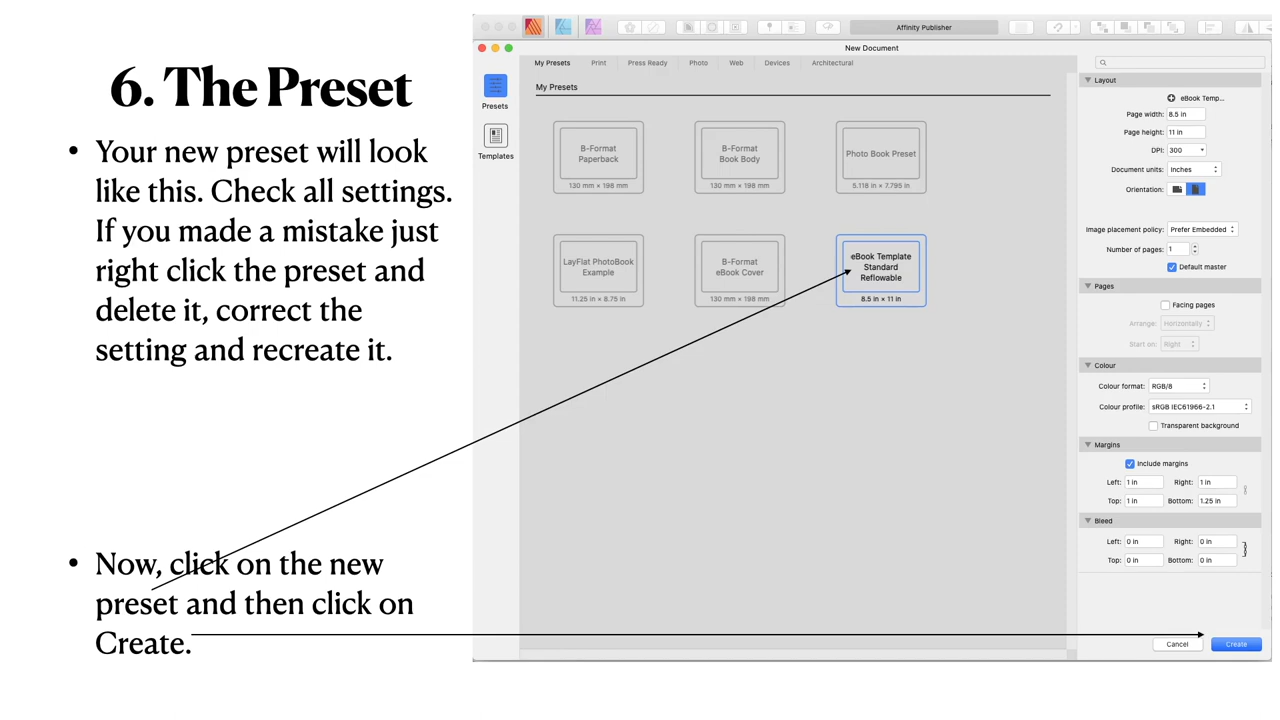 6. The Preset
• Your new preset will look
like this. Check all settings.
If you made a mistake just
right click the preset and
delete it, correct the
setting and recreate it.
• Now, click on the new
preset and then click on
Create.
Affinity Publisher
New Document
My Presets Print Press Ready Photo Web Devices Architectural
Presets
Templates
My Presets
B-Format
Paperback
130 mm × 198 mm
B-Format
Book Body
130 mm × 198 mm
Photo Book Preset
5.118 in × 7.795 in
LayFlat PhotoBook
Example
11.25 in × 8.75 in
B-Format
eBook Cover
130 mm × 198 mm
eBook Template
Standard
Reflowable
8.5 in × 11 in
Layout
eBook Temp...
Page width: 8.5 in
Page height: 11 in
DPI: 300
Document units: Inches
Orientation:
Image placement policy: Prefer Embedded
Number of pages: 1
Default master
Pages
Facing pages
Arrange: Horizontally
Start on: Right
Colour
Colour format: RGB/8
Colour profile: sRGB IEC61966-2.1
Transparent background
Margins
Include margins
Left: 1 in Right: 1 in
Top: 1 in Bottom: 1.25 in
Bleed
Left: 0 in Right: 0 in
Top: 0 in Bottom: 0 in
Cancel Create